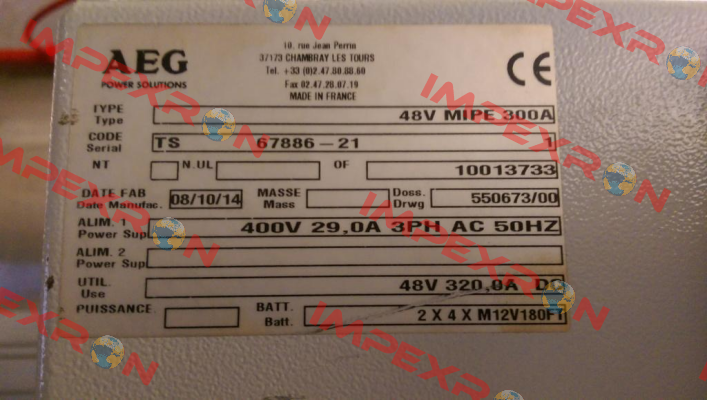 AEG
POWER SOLUTIONS
10, rue Jean Perrin
37173 CHAMBRAY LES TOURS
Tel. +33 (0)2.47.80.88.60
Fax 02.47.28.07.19
MADE IN FRANCE
CE
TYPE
Type
48V MIPE 300A
CODE
Serial
TS 67886-21 1
NT N.UL OF 10013733
DATE FAB
Date Manufac.
08/10/14
MASSE
Mass
Doss.
Drwg
550673/00
ALIM. 1
Power Sup
400V 29,0A 3PH AC 50HZ
ALIM. 2
Power Sup
UTIL.
Use
48V 320,0A DC
PUISSANCE
BATT.
Batt.
2 X 4 X M12V180FT
IMPEXRON
IMPEXRON
IMPEXRON
IMPEXRON
IMPEXRON